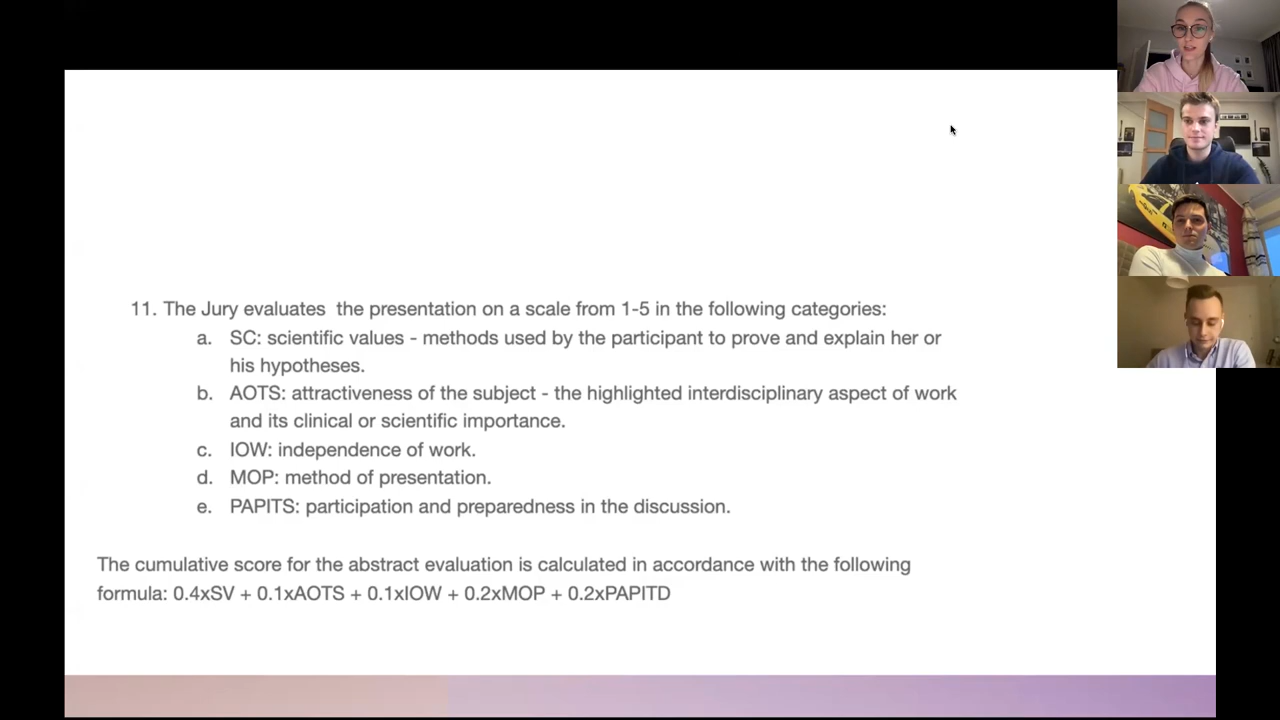 11. The Jury evaluates  the presentation on a scale from 1-5 in the following categories:
a. SC: scientific values - methods used by the participant to prove and explain her or
his hypotheses.
b. AOTS: attractiveness of the subject - the highlighted interdisciplinary aspect of work
and its clinical or scientific importance.
c. IOW: independence of work.
d. MOP: method of presentation.
e. PAPITS: participation and preparedness in the discussion.
The cumulative score for the abstract evaluation is calculated in accordance with the following
formula: 0.4xSV + 0.1xAOTS + 0.1xIOW + 0.2xMOP + 0.2xPAPITD